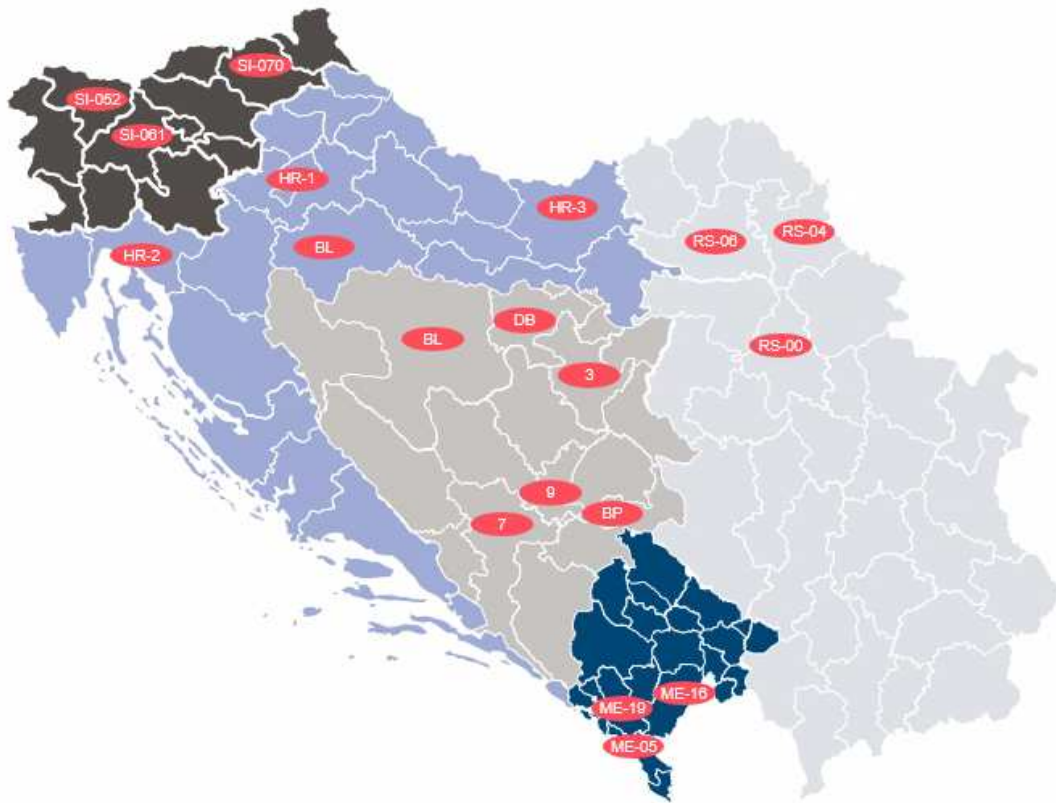 SI-070
SI-052
SI-061
HR-1
HR-3
RS-04
RS-06
BL
HR-2
DB
BL
RS-00
3
9
BP
7
ME-16
ME-19
ME-05